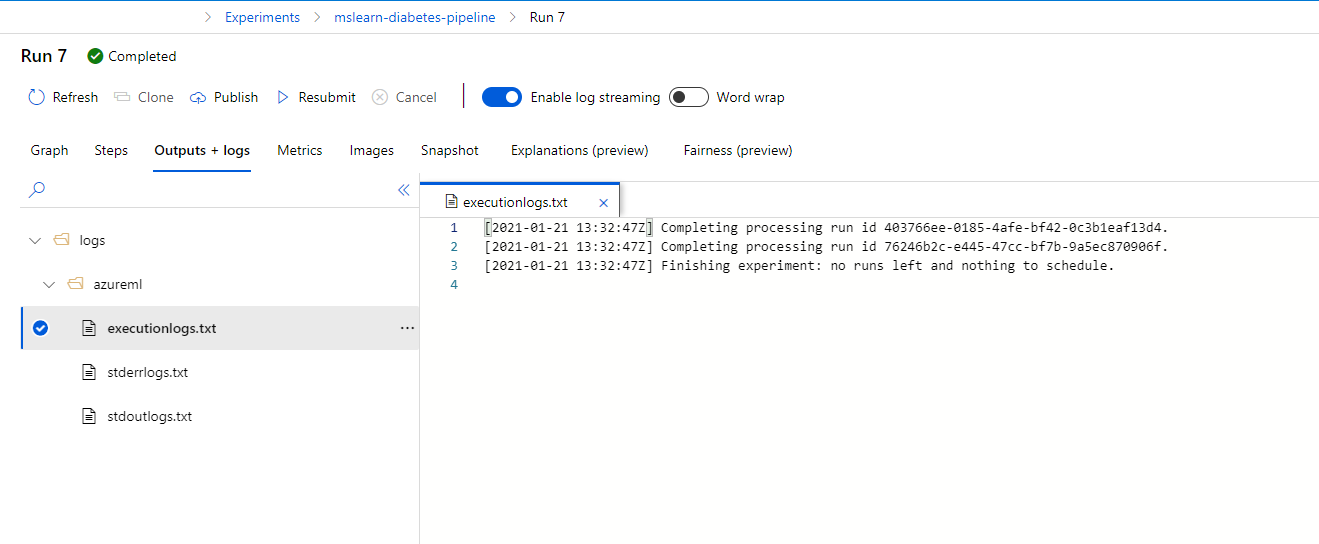 Experiments mslearn-diabetes-pipeline Run 7
Run 7 Completed
Refresh Clone Publish Resubmit Cancel Enable log streaming Word wrap
Graph Steps Outputs + logs Metrics Images Snapshot Explanations (preview) Fairness (preview)
executionlogs.txt
logs
azureml
executionlogs.txt
stderrlogs.txt
stdoutlogs.txt
1 [2021-01-21 13:32:47Z] Completing processing run id 403766ee-0185-4afe-bf42-0c3b1eaf13d4.
2 [2021-01-21 13:32:47Z] Completing processing run id 76246b2c-e445-47cc-bf7b-9a5ec870906f.
3 [2021-01-21 13:32:47Z] Finishing experiment: no runs left and nothing to schedule.
4